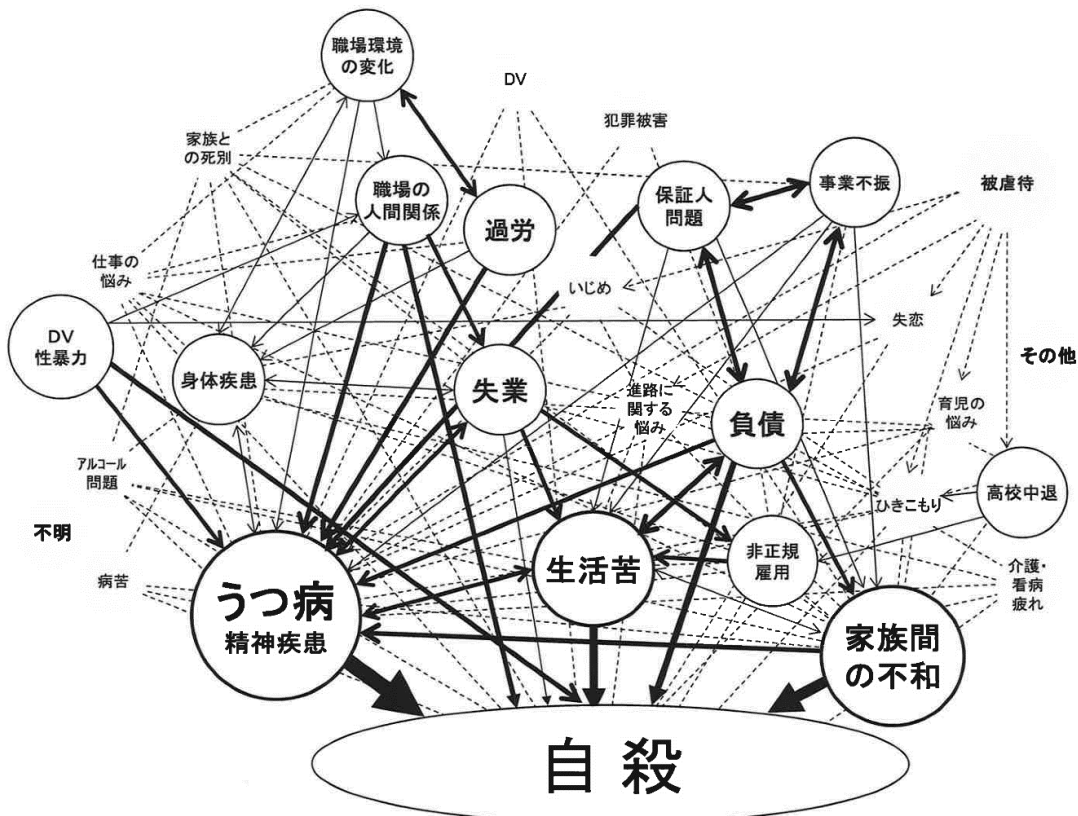 職場環境
の変化
DV
犯罪被害
家族と
の死別
職場の
人間関係
過労
保証人
問題
事業不振
被虐待
仕事の
悩み
いじめ
DV
性暴力
失恋
その他
身体疾患
失業
進路に
関する
悩み
負債
育児の
悩み
アルコール
問題
高校中退
ひきこもり
不明
病苦
うつ病
精神疾患
生活苦
非正規
雇用
介護・
看病
疲れ
家族間
の不和
自殺